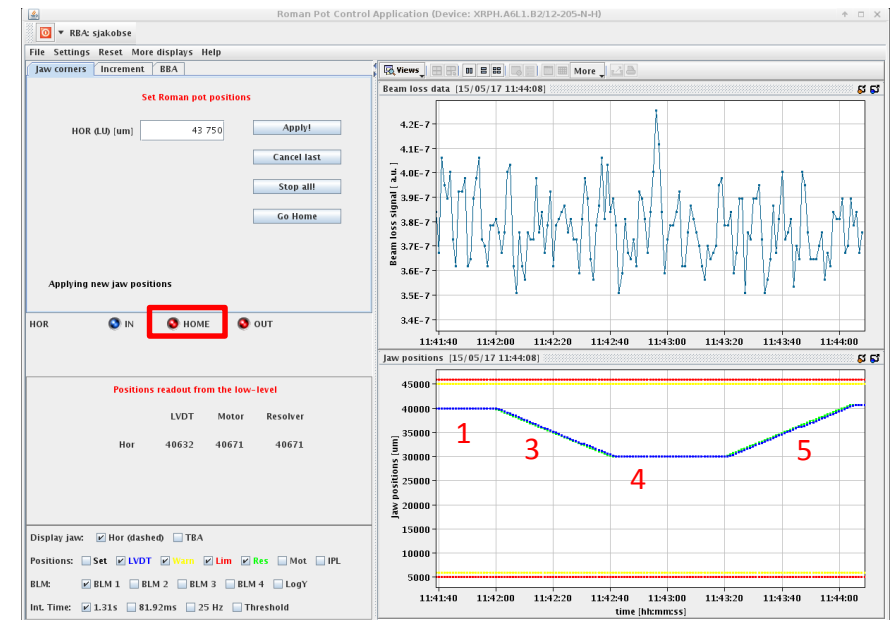 Roman Pot Control Application (Device: XRPH.A6L1.B2/12-205-N-H)
RBA: sjakobse
File Settings Reset More displays Help
Jaw corners Increment BBA
Set Roman pot positions
HOR (LU) [um] 43 750 Apply!
Cancel last
Stop all!
Go Home
Applying new jaw positions
HOR IN HOME OUT
Positions readout from the low-level
LVDT Motor Resolver
Hor 40632 40671 40671
Display jaw: Hor (dashed) TBA
Positions: Set LVDT Warn Lim Res Mot IPL
BLM: BLM 1 BLM 2 BLM 3 BLM 4 LogY
Int. Time: 1.31s 81.92ms 25 Hz Threshold
Views More
Beam loss data [15/05/17 11:44:08]
Beam loss signal [ a.u. ]
4.2E-7
4.1E-7
4.0E-7
3.9E-7
3.8E-7
3.7E-7
3.6E-7
3.5E-7
3.4E-7
11:41:40 11:42:00 11:42:20 11:42:40 11:43:00 11:43:20 11:43:40 11:44:00
Jaw positions [15/05/17 11:44:08]
Jaw positions [um]
45000
40000
35000
30000
25000
20000
15000
10000
5000
1
3
4
5
11:41:40 11:42:00 11:42:20 11:42:40 11:43:00 11:43:20 11:43:40 11:44:00
time [hh:mm:ss]